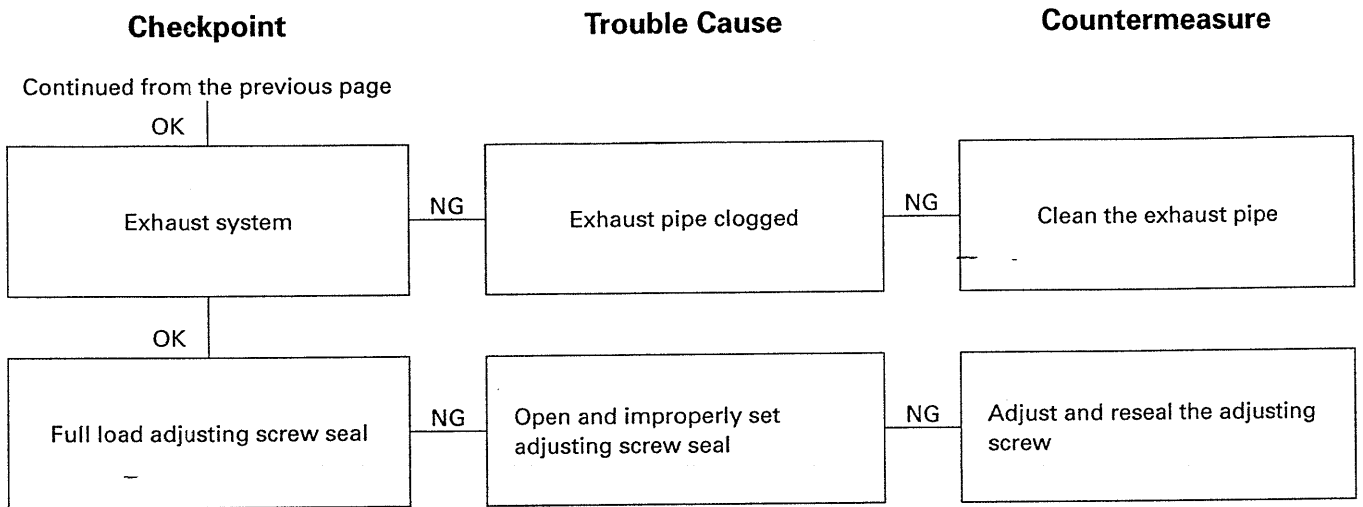 Checkpoint
Trouble Cause
Countermeasure
Continued from the previous page
OK
Exhaust system
NG
Exhaust pipe clogged
NG
Clean the exhaust pipe
OK
Full load adjusting screw seal
NG
Open and improperly set
adjusting screw seal
NG
Adjust and reseal the adjusting
screw